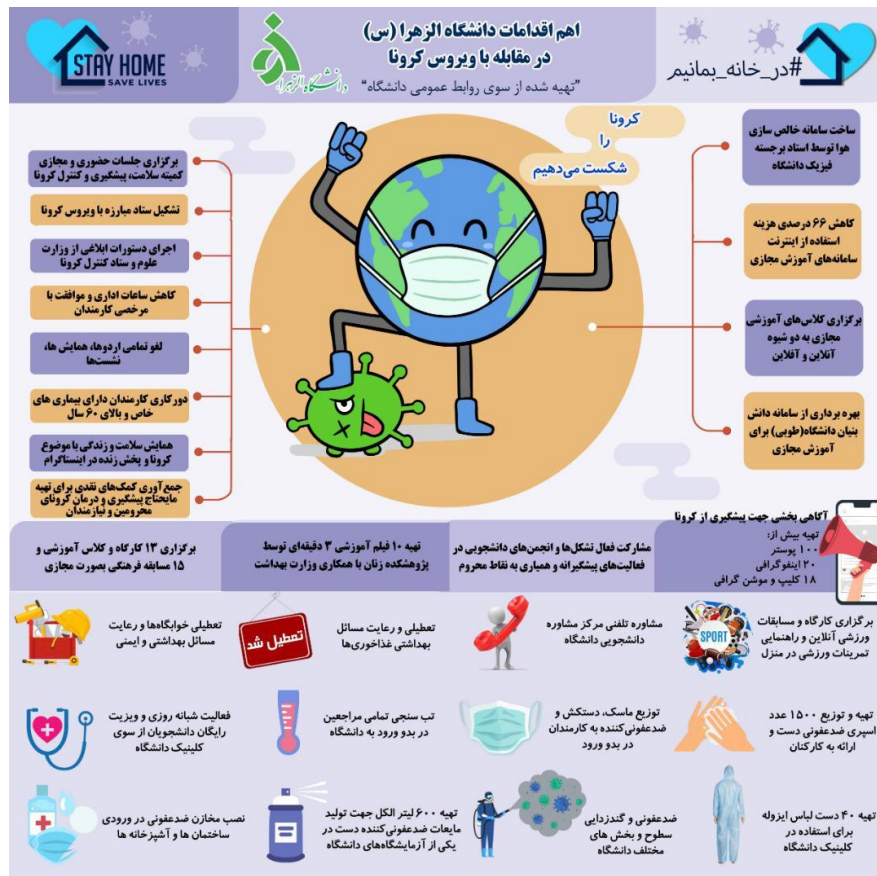 اهم اقدامات دانشگاه الزهرا (س)
در مقابله با ویروس کرونا
"تهیه شده از سوی روابط عمومی دانشگاه"
دانشگاه الزهرا
#در_خانه_بمانیم
STAY HOME
SAVE LIVES
کرونا
را
شکست می‌دهیم
ساخت سامانه خالص سازی
هوا توسط استاد برجسته
فیزیک دانشگاه
کاهش ۶۶ درصدی هزینه
استفاده از اینترنت
سامانه‌های آموزش مجازی
برگزاری کلاس‌های آموزشی
مجازی به دو شیوه
آنلاین و آفلاین
بهره برداری از سامانه دانش
بنیان دانشگاه(طوبی) برای
آموزش مجازی
برگزاری جلسات حضوری و مجازی
کمیته سلامت، پیشگیری و کنترل کرونا
تشکیل ستاد مبارزه با ویروس کرونا
اجرای دستورات ابلاغی از وزارت
علوم و ستاد کنترل کرونا
کاهش ساعات اداری و موافقت با
مرخصی کارمندان
لغو تمامی اردوها، همایش ها،
نشست‌ها
دورکاری کارمندان دارای بیماری های
خاص و بالای ۶۰ سال
همایش سلامت و زندگی با موضوع
کرونا و پخش زنده در اینستاگرام
جمع‌آوری کمک‌های نقدی برای تهیه
مایحتاج پیشگیری و درمان کرونای
محرومین و نیازمندان
آگاهی بخشی جهت پیشگیری از کرونا
تهیه بیش از:
۱۰۰ پوستر
۲۰ اینفوگرافی
۱۸ کلیپ و موشن گرافی
مشارکت فعال تشکل‌ها و انجمن‌های دانشجویی در
فعالیت‌های پیشگیرانه و همیاری به نقاط محروم
تهیه ۱۰ فیلم آموزشی ۳ دقیقه‌ای توسط
پژوهشکده زنان با همکاری وزارت بهداشت
برگزاری ۱۳ کارگاه و کلاس آموزشی و
۱۵ مسابقه فرهنگی بصورت مجازی
برگزاری کارگاه و مسابقات
ورزشی آنلاین و راهنمایی
تمرینات ورزشی در منزل
SPORT
مشاوره تلفنی مرکز مشاوره
دانشجویی دانشگاه
تعطیلی و رعایت مسائل
بهداشتی غذاخوری‌ها
تعطیل شد
تعطیلی خوابگاه‌ها و رعایت
مسائل بهداشتی و ایمنی
تهیه و توزیع ۱۵۰۰ عدد
اسپری ضدعفونی دست و
ارائه به کارکنان
توزیع ماسک، دستکش و
ضدعفونی‌کننده به کارمندان
در بدو ورود
تب سنجی تمامی مراجعین
در بدو ورود به دانشگاه
فعالیت شبانه روزی و ویزیت
رایگان دانشجویان از سوی
کلینیک دانشگاه
تهیه ۴۰ دست لباس ایزوله
برای استفاده در
کلینیک دانشگاه
ضدعفونی و گندزدایی
سطوح و بخش های
مختلف دانشگاه
تهیه ۶۰۰ لیتر الکل جهت تولید
مایعات ضدعفونی‌کننده دست در
یکی از آزمایشگاه‌های دانشگاه
نصب مخازن ضدعفونی در ورودی
ساختمان ها و آشپزخانه ها